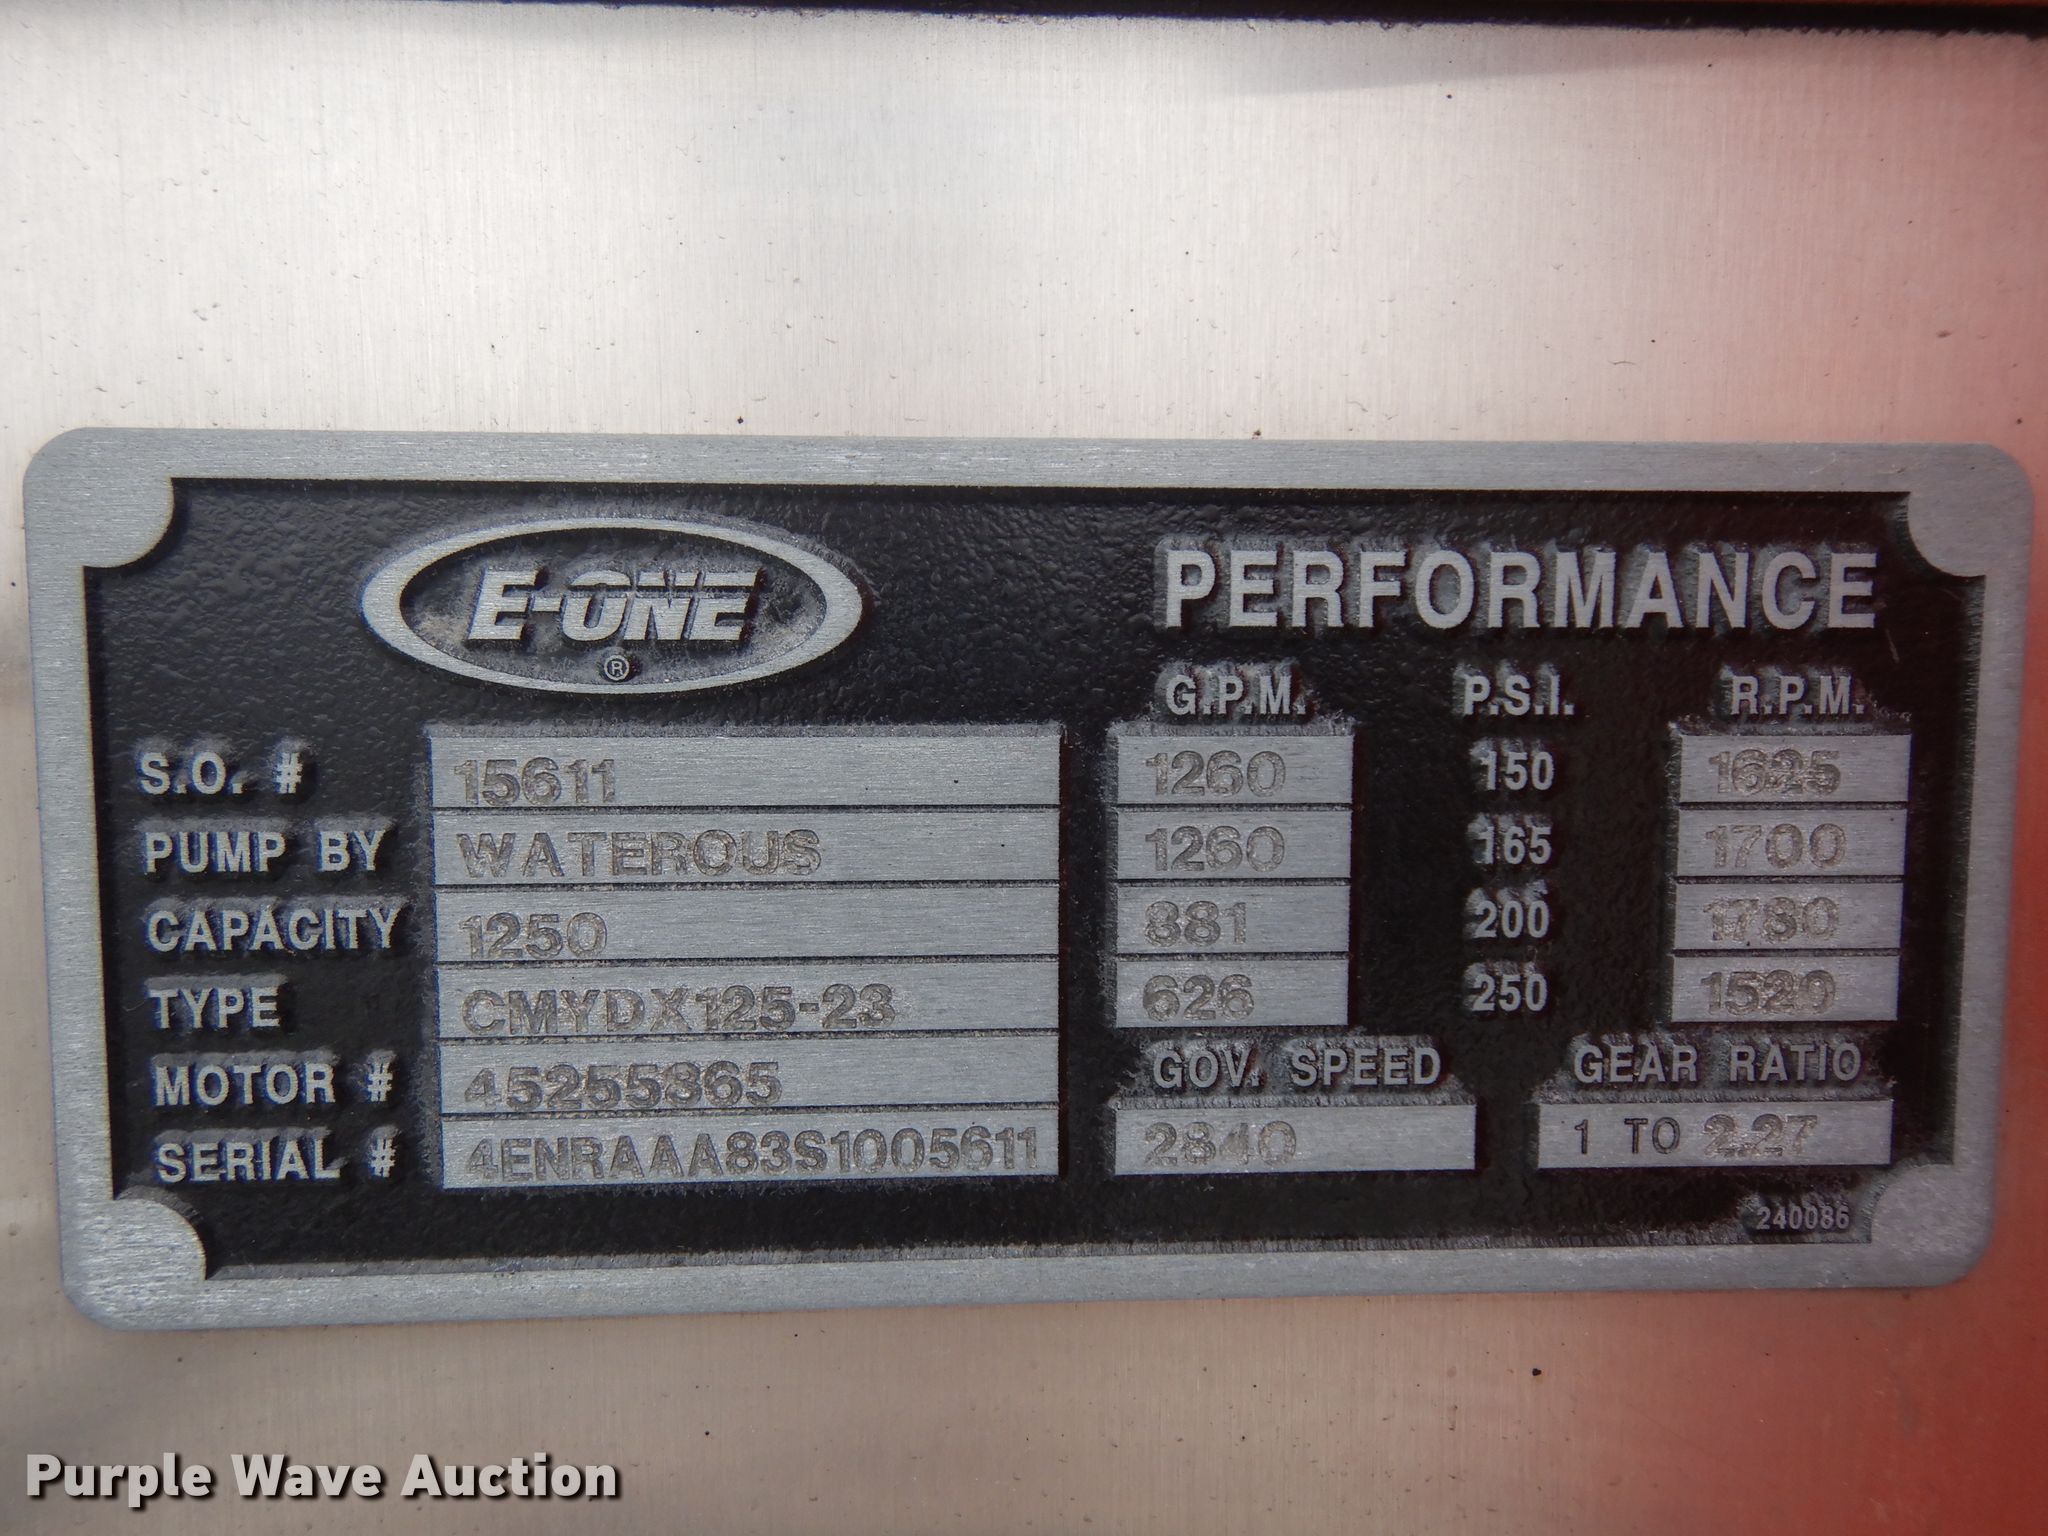 E-ONE
®
PERFORMANCE
G.P.M. P.S.I. R.P.M.
S.O. # 15611 1260 150 1625
PUMP BY WATEROUS 1260 165 1700
CAPACITY 1250 881 200 1780
TYPE CMYDX125-23 626 250 1520
MOTOR # 45255865 GOV. SPEED GEAR RATIO
SERIAL # 4ENRAAA83S1005611 2840 1 TO 2.27
240086
Purple Wave Auction